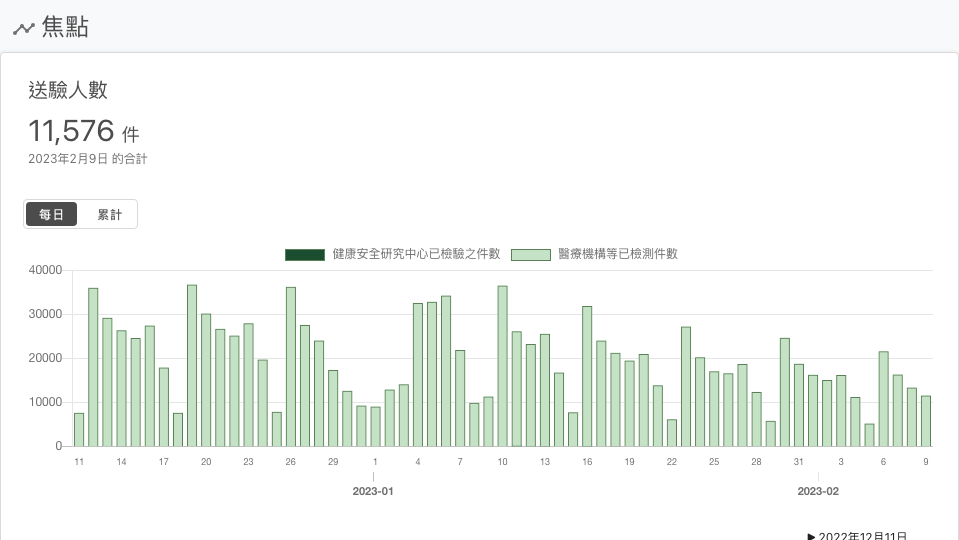 焦點
送驗人數
11,576 件
2023年2月9日 的合計
每日 累計
健康安全研究中心已檢驗之件數 醫療機構等已檢測件數
40000
30000
20000
10000
0
11 14 17 20 23 26 29 1 4 7 10 13 16 19 22 25 28 31 3 6 9
2023-01 2023-02
▶ 2022年12月11日